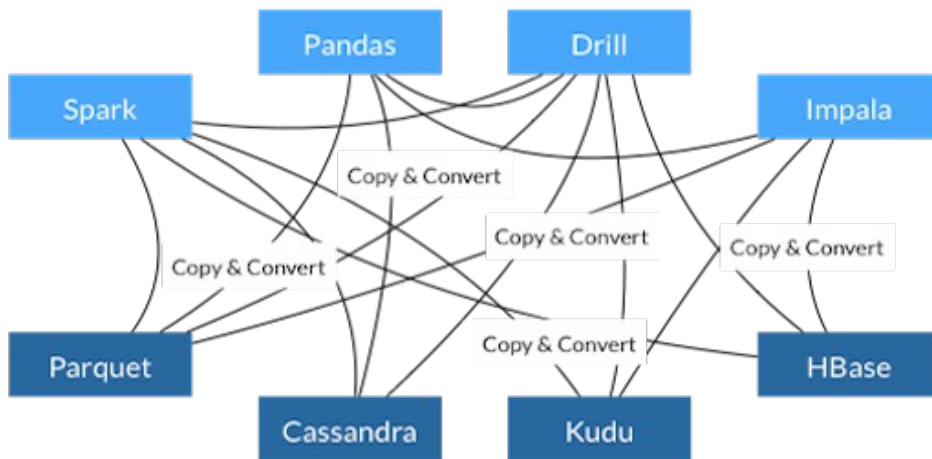 Pandas
Drill
Spark
Impala
Copy & Convert
Copy & Convert
Copy & Convert
Copy & Convert
Copy & Convert
Parquet
HBase
Cassandra
Kudu